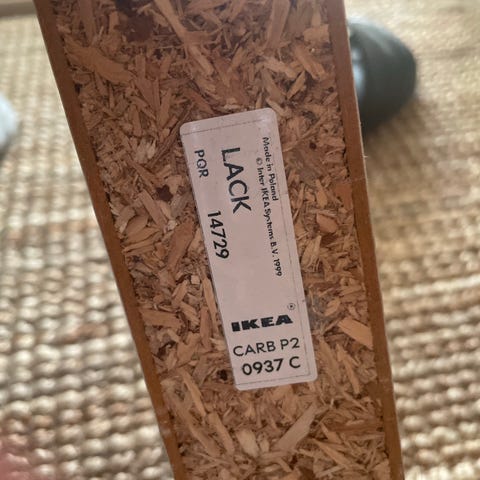 Made in Poland
© Inter IKEA Systems B.V. 1999
LACK
PQR 14729
IKEA®
CARB P2
0937 C